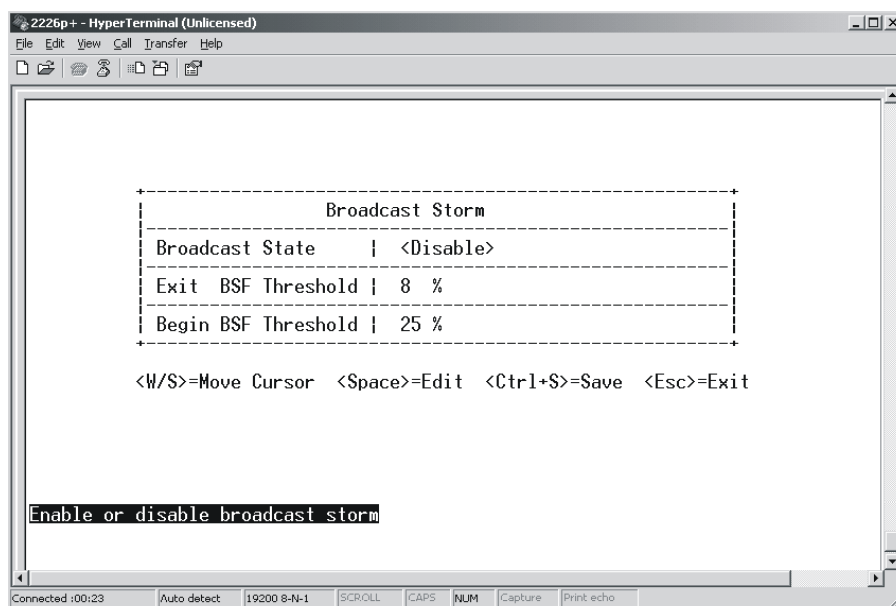 2226p+ - HyperTerminal (Unlicensed)
File Edit View Call Transfer Help
Broadcast Storm
Broadcast State | <Disable>
Exit BSF Threshold | 8 %
Begin BSF Threshold | 25 %
<W/S>=Move Cursor <Space>=Edit <Ctrl+S>=Save <Esc>=Exit
Enable or disable broadcast storm
Connected :00:23 Auto detect 19200 8-N-1 SCROLL CAPS NUM Capture Print echo